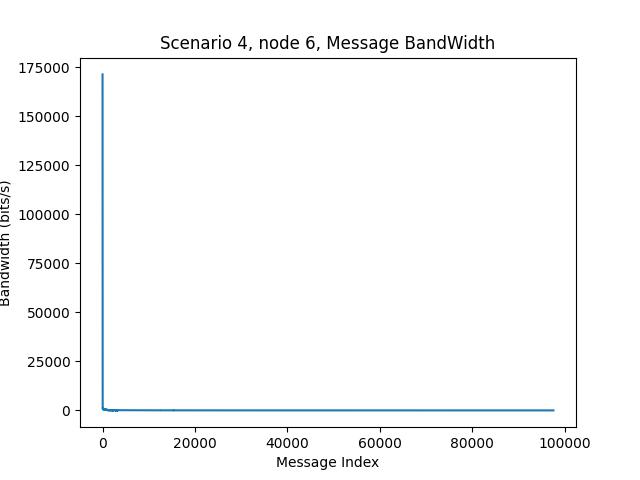 Scenario 4, node 6, Message BandWidth
175000
150000
125000
100000
75000
50000
25000
0
Bandwidth (bits/s)
0 20000 40000 60000 80000 100000
Message Index